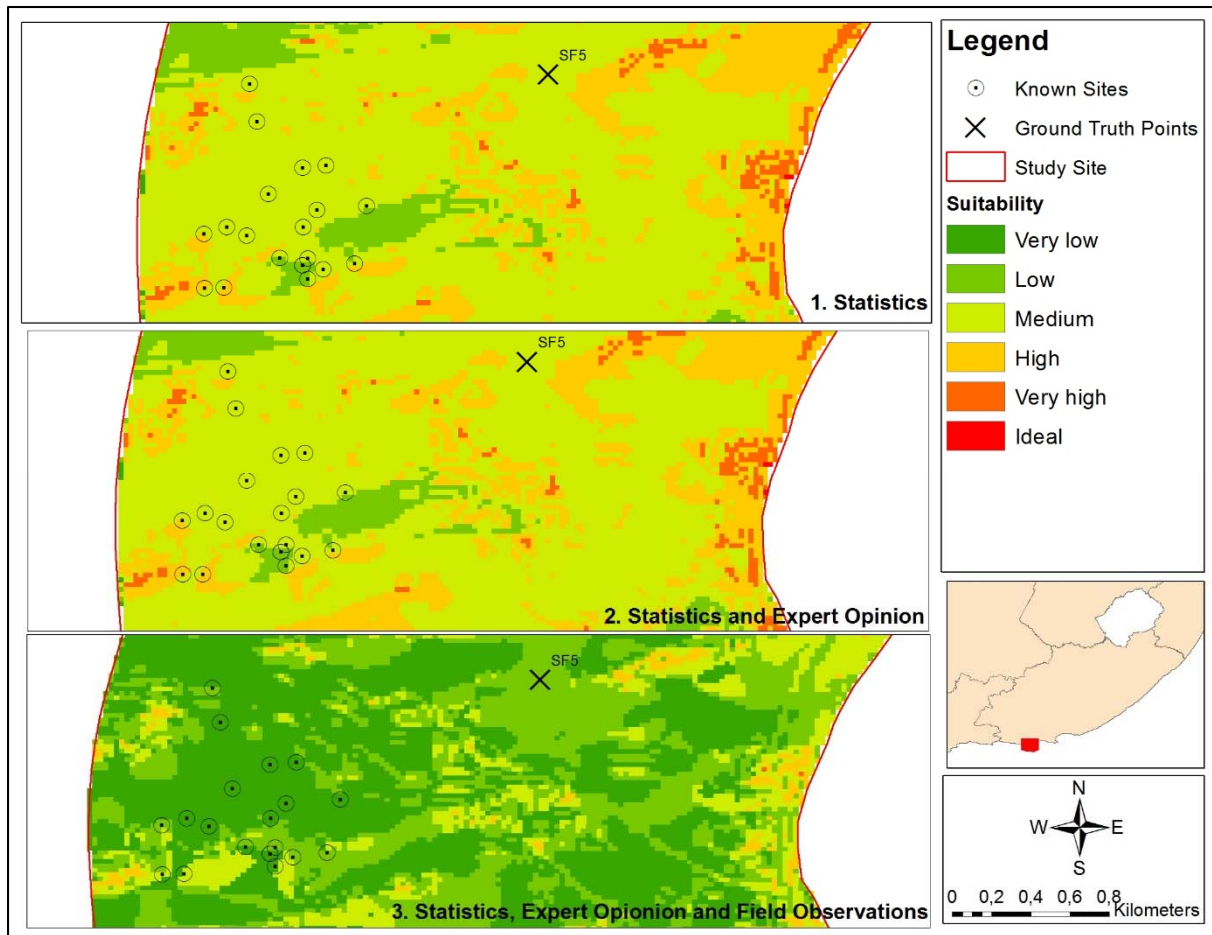 SF5
1. Statistics
SF5
2. Statistics and Expert Opinion
SF5
3. Statistics, Expert Opionion and Field Observations
Legend
Known Sites
Ground Truth Points
Study Site
Suitability
Very low
Low
Medium
High
Very high
Ideal
N
W E
S
0 0,2 0,4 0,6 0,8
Kilometers